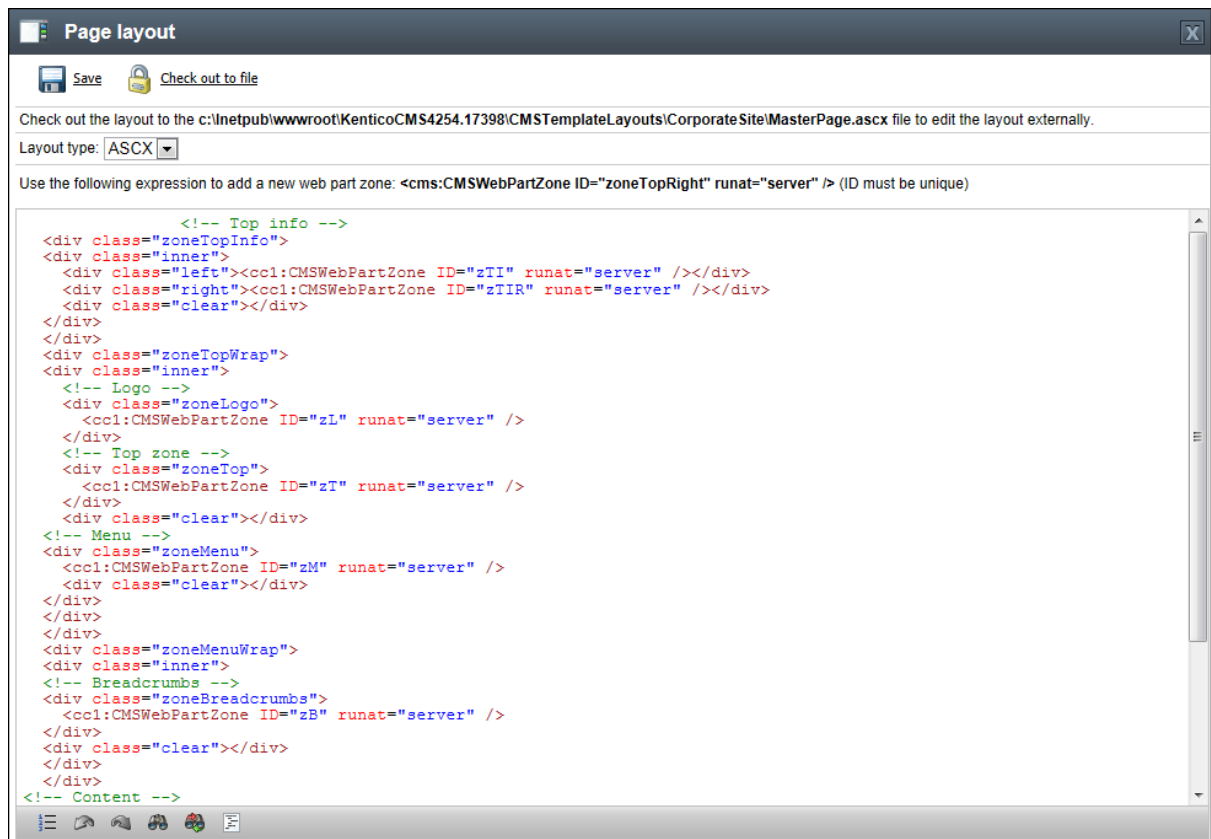 Page layout
X
Save Check out to file
Check out the layout to the c:\Inetpub\wwwroot\KenticoCMS4254.17398\CMSTemplateLayouts\CorporateSite\MasterPage.ascx file to edit the layout externally.
Layout type: ASCX
Use the following expression to add a new web part zone: <cms:CMSWebPartZone ID="zoneTopRight" runat="server" /> (ID must be unique)
<!-- Top info -->
<div class="zoneTopInfo">
<div class="inner">
<div class="left"><cc1:CMSWebPartZone ID="zTI" runat="server" /></div>
<div class="right"><cc1:CMSWebPartZone ID="zTIR" runat="server" /></div>
<div class="clear"></div>
</div>
</div>
<div class="zoneTopWrap">
<div class="inner">
<!-- Logo -->
<div class="zoneLogo">
<cc1:CMSWebPartZone ID="zL" runat="server" />
</div>
<!-- Top zone -->
<div class="zoneTop">
<cc1:CMSWebPartZone ID="zT" runat="server" />
</div>
<div class="clear"></div>
<!-- Menu -->
<div class="zoneMenu">
<cc1:CMSWebPartZone ID="zM" runat="server" />
<div class="clear"></div>
</div>
</div>
</div>
<div class="zoneMenuWrap">
<div class="inner">
<!-- Breadcrumbs -->
<div class="zoneBreadcrumbs">
<cc1:CMSWebPartZone ID="zB" runat="server" />
</div>
<div class="clear"></div>
</div>
</div>
<!-- Content -->